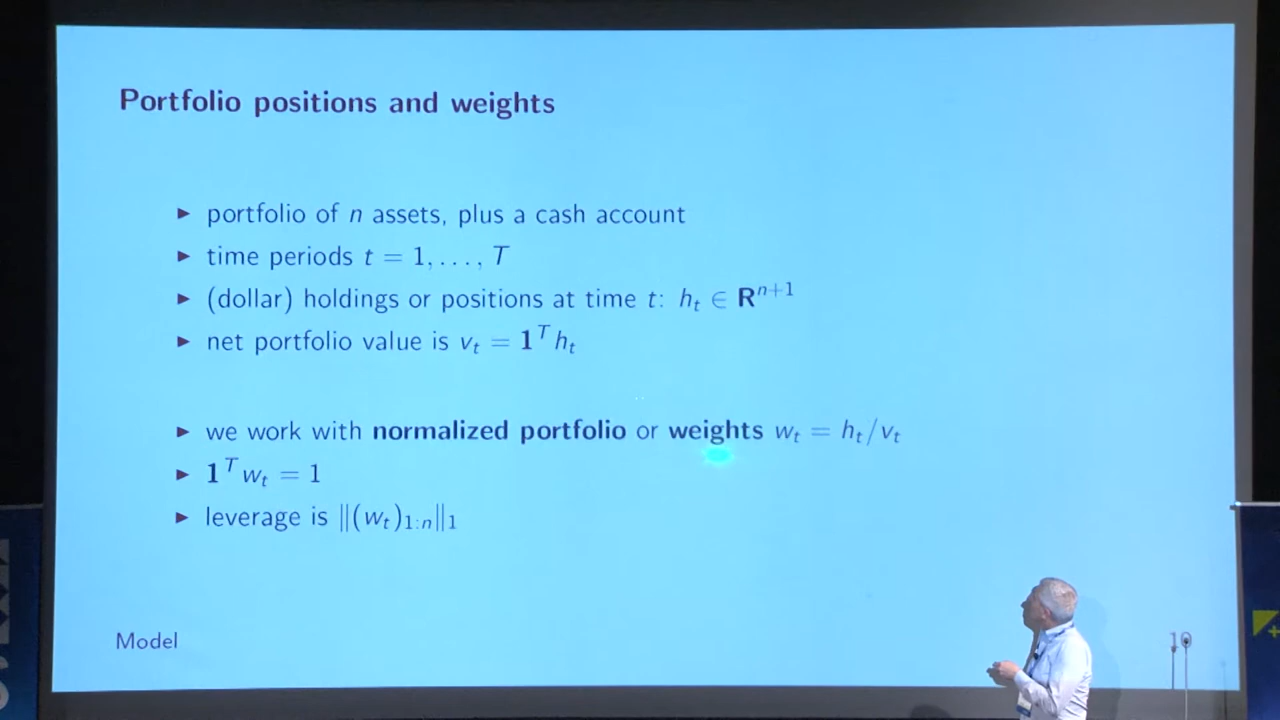 Portfolio positions and weights
▶ portfolio of n assets, plus a cash account
▶ time periods t = 1, . . . , T
▶ (dollar) holdings or positions at time t: hₜ ∈ Rⁿ⁺¹
▶ net portfolio value is vₜ = 1ᵀhₜ
▶ we work with normalized portfolio or weights wₜ = hₜ/vₜ
▶ 1ᵀwₜ = 1
▶ leverage is ‖(wₜ)₁:ₙ‖₁
Model
19